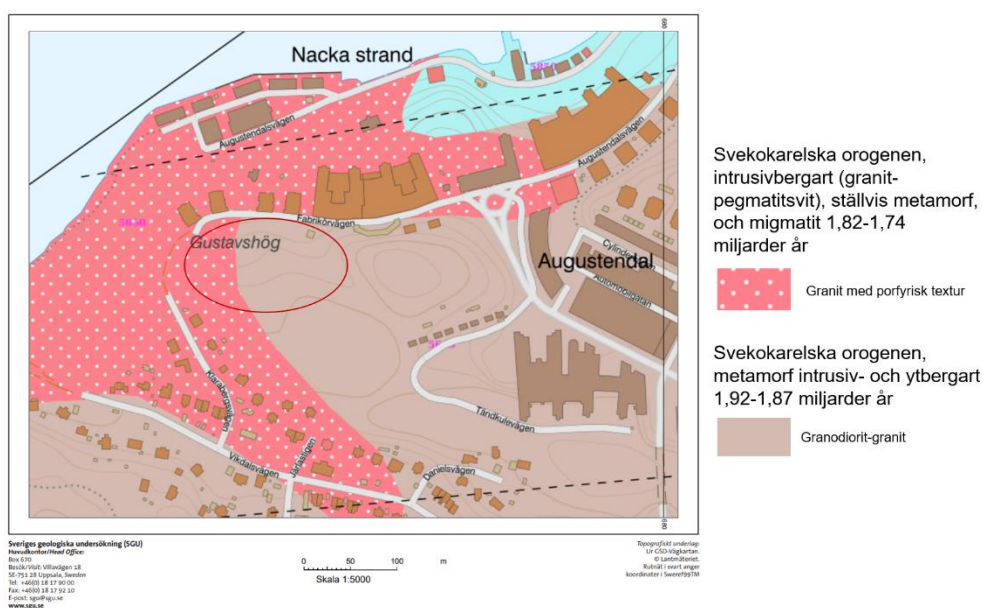 Nacka strand
Augustendalsvägen
Augustendalsvägen
Fabrikörvägen
Gustavshög
Augustendal
Automobilgatan
Klarabergsvägen
Tändkulevägen
Vikdalsvägen
Järlastigen
Danielsvägen
Svekokarelska orogenen,
intrusivbergart (granit-
pegmatitsvit), ställvis metamorf,
och migmatit 1,82-1,74
miljarder år
Granit med porfyrisk textur
Svekokarelska orogenen,
metamorf intrusiv- och ytbergart
1,92-1,87 miljarder år
Granodiorit-granit
Sveriges geologiska undersökning (SGU)
Huvudkontor/Head Office:
Box 670
Besök/Visit: Villavägen 18
SE-751 28 Uppsala, Sweden
Tel: +46(0) 18 17 90 00
Fax: +46(0) 18 17 92 10
E-post: sgu@sgu.se
www.sgu.se
0 50 100 m
Skala 1:5000
Topografiskt underlag:
Ur GSD-Vägkartan.
© Lantmäteriet.
Rutnät i svart anger
koordinater i Sweref99TM